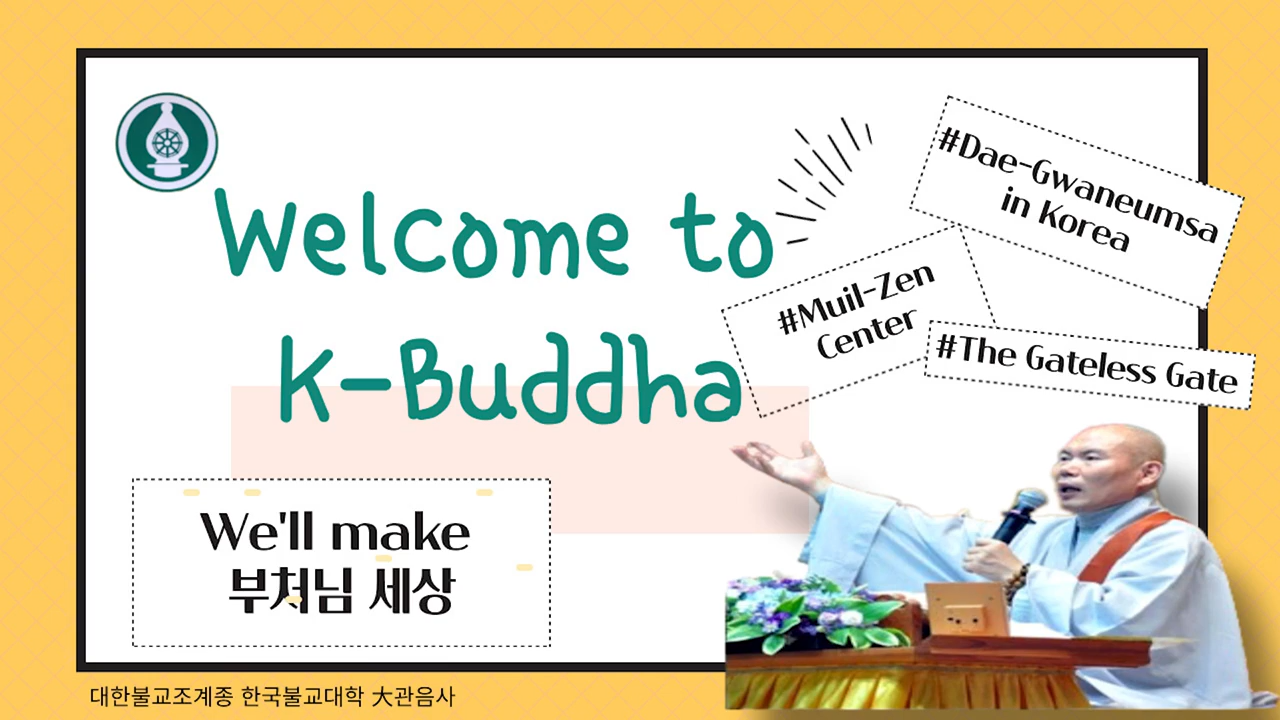 Welcome to
K-Buddha
#Dae-Gwaneumsa
in Korea
#Muil-Zen
Center
#The Gateless Gate
We'll make
부처님 세상
대한불교조계종 한국불교대학 大관음사